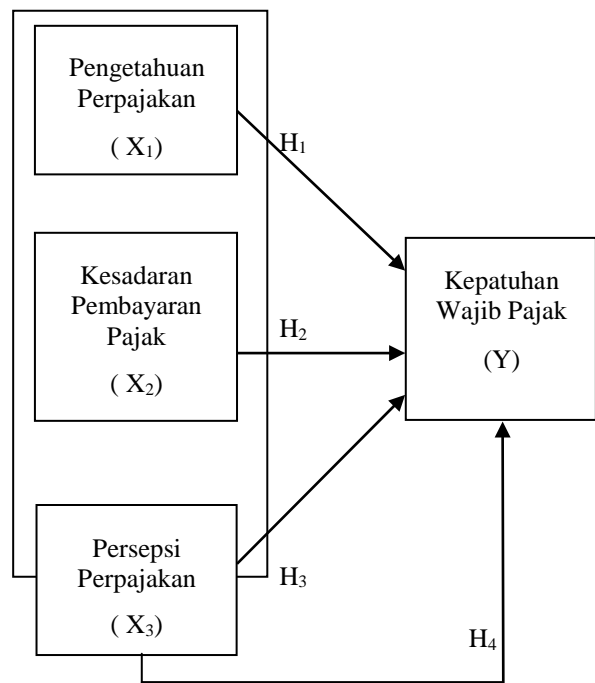 Pengetahuan
Perpajakan
( X₁)
H₁
Kesadaran
Pembayaran
Pajak
( X₂)
H₂
Kepatuhan
Wajib Pajak
(Y)
Persepsi
Perpajakan
( X₃)
H₃
H₄